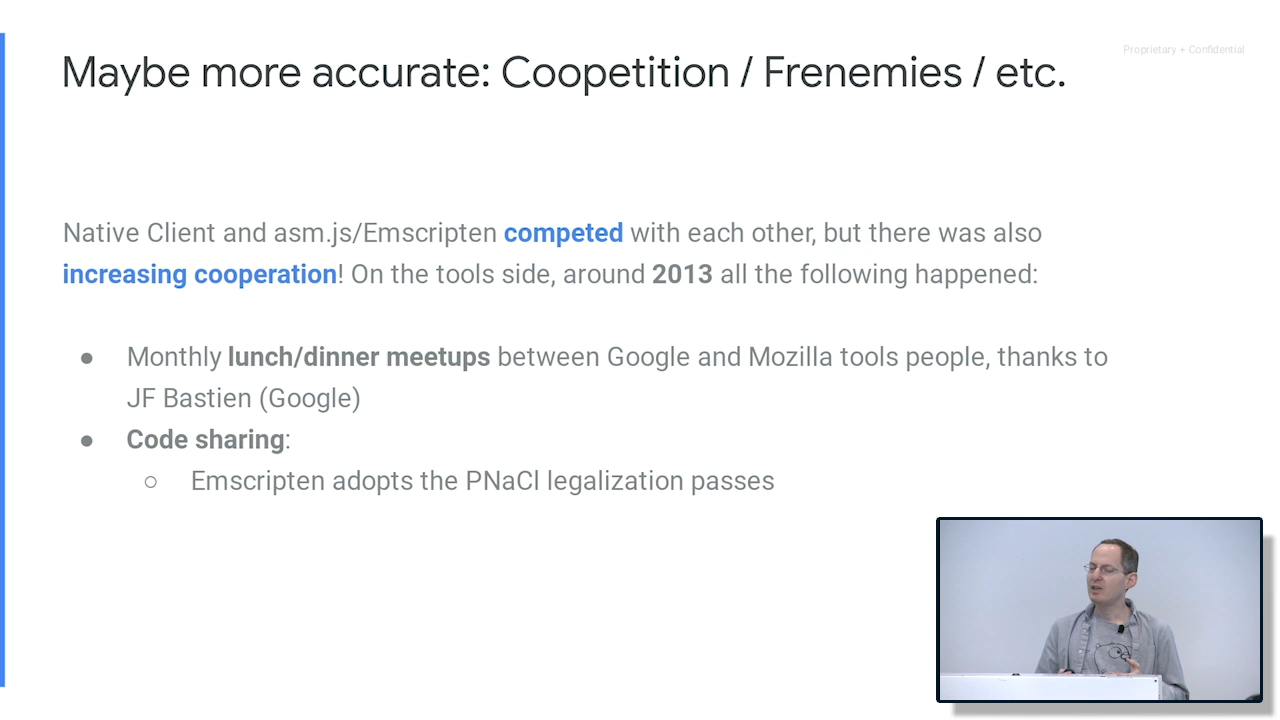 Proprietary + Confidential
Maybe more accurate: Coopetition / Frenemies / etc.
Native Client and asm.js/Emscripten competed with each other, but there was also
increasing cooperation! On the tools side, around 2013 all the following happened:
● Monthly lunch/dinner meetups between Google and Mozilla tools people, thanks to
JF Bastien (Google)
● Code sharing:
○ Emscripten adopts the PNaCl legalization passes